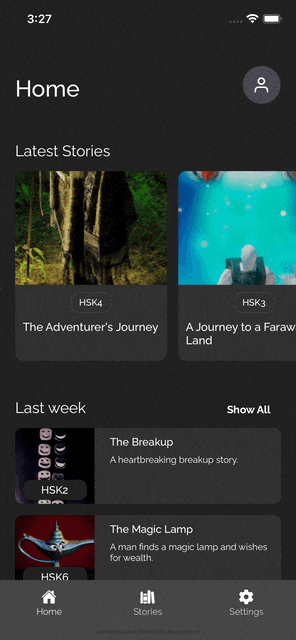 3:27
Home
Latest Stories
HSK4
HSK3
The Adventurer's Journey
A Journey to a Faraw
Land
Last week
Show All
The Breakup
A heartbreaking breakup story.
HSK2
The Magic Lamp
A man finds a magic lamp and wishes
for wealth.
HSK6
Home
Stories
Settings